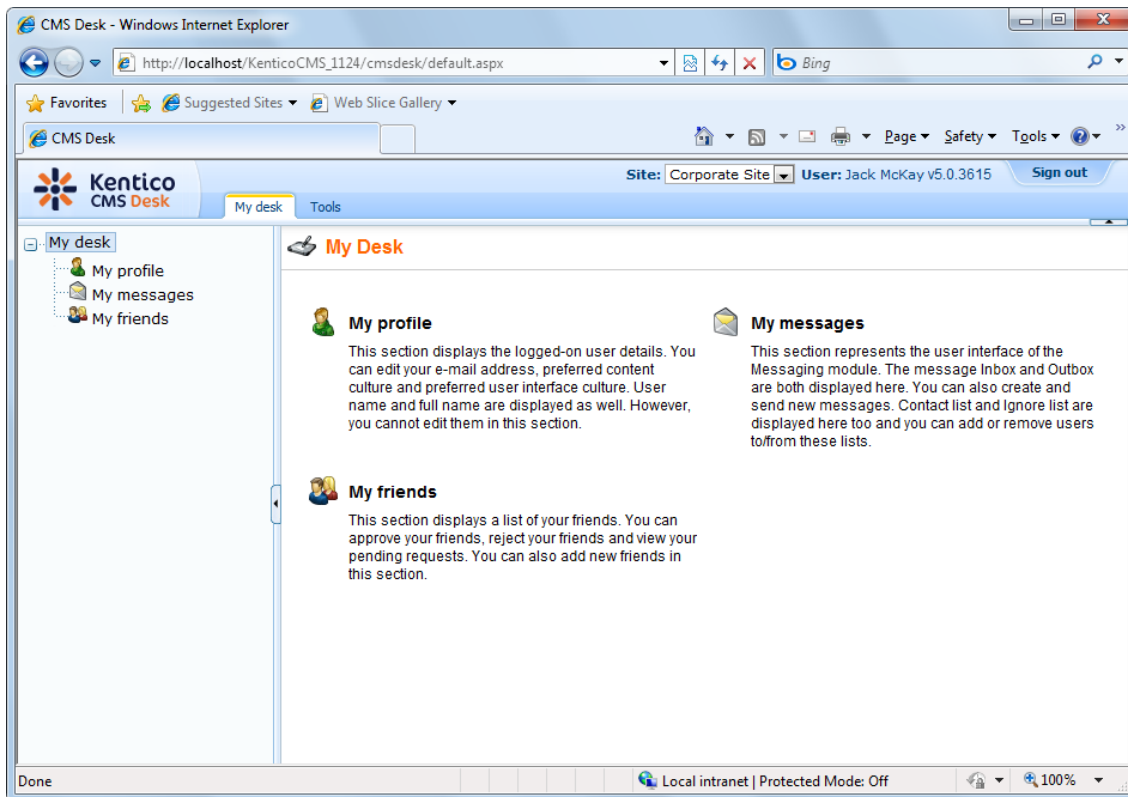 CMS Desk - Windows Internet Explorer
http://localhost/KenticoCMS_1124/cmsdesk/default.aspx
Bing
Favorites
Suggested Sites
Web Slice Gallery
CMS Desk
Page
Safety
Tools
Kentico
CMS Desk
Site: Corporate Site User: Jack McKay v5.0.3615
Sign out
My desk
Tools
My desk
My profile
My messages
My friends
My Desk
My profile
This section displays the logged-on user details. You
can edit your e-mail address, preferred content
culture and preferred user interface culture. User
name and full name are displayed as well. However,
you cannot edit them in this section.
My messages
This section represents the user interface of the
Messaging module. The message Inbox and Outbox
are both displayed here. You can also create and
send new messages. Contact list and Ignore list are
displayed here too and you can add or remove users
to/from these lists.
My friends
This section displays a list of your friends. You can
approve your friends, reject your friends and view your
pending requests. You can also add new friends in
this section.
Done
Local intranet | Protected Mode: Off
100%